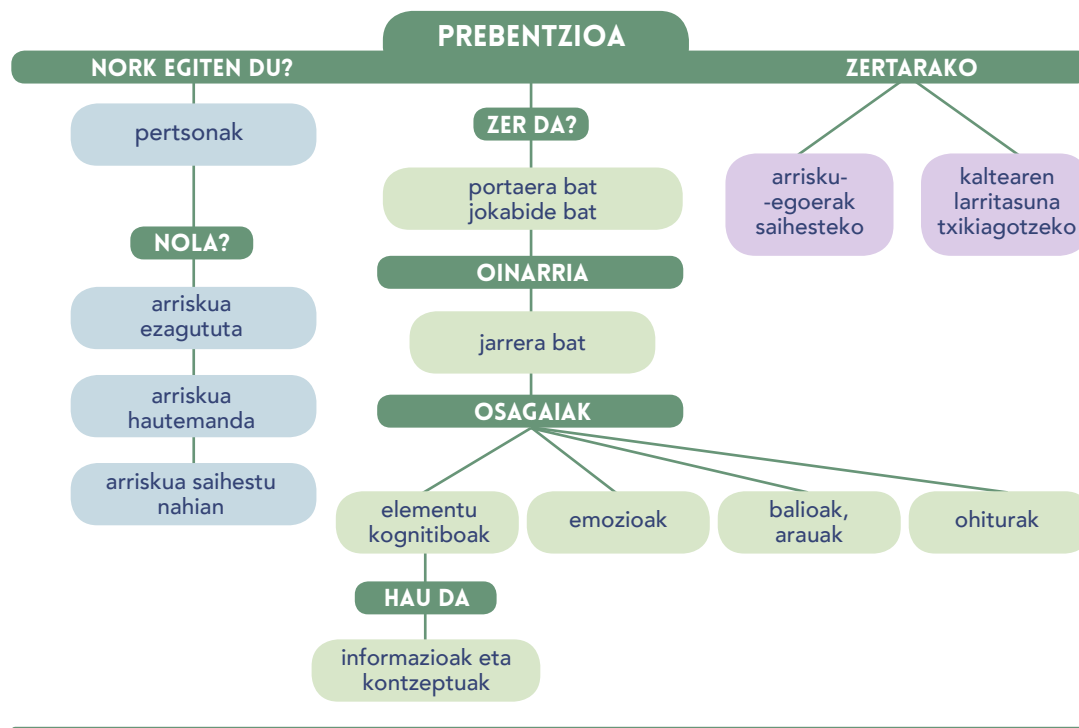 PREBENTZIOA
NORK EGITEN DU?
pertsonak
NOLA?
arriskua
ezagututa
arriskua
hautemanda
arriskua saihestu
nahian
ZER DA?
portaera bat
jokabide bat
OINARRIA
jarrera bat
OSAGAIAK
elementu
kognitiboak
emozioak
balioak,
arauak
ohiturak
HAU DA
informazioak eta
kontzeptuak
ZERTARAKO
arrisku-
-egoerak
saihesteko
kaltearen
larritasuna
txikiagotzeko